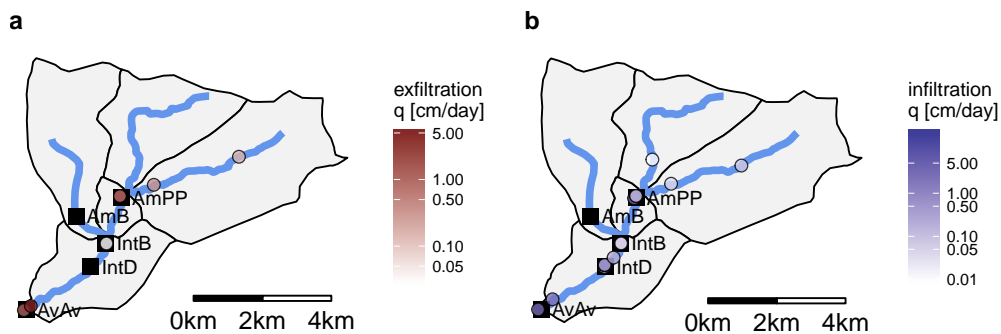 a
exfiltration
q [cm/day]
5.00
1.00
0.50
0.10
0.05
AmPP
AmB
IntB
IntD
AvAv
0km 2km 4km
b
infiltration
q [cm/day]
5.00
1.00
0.50
0.10
0.05
0.01
AmPP
AmB
IntB
IntD
AvAv
0km 2km 4km